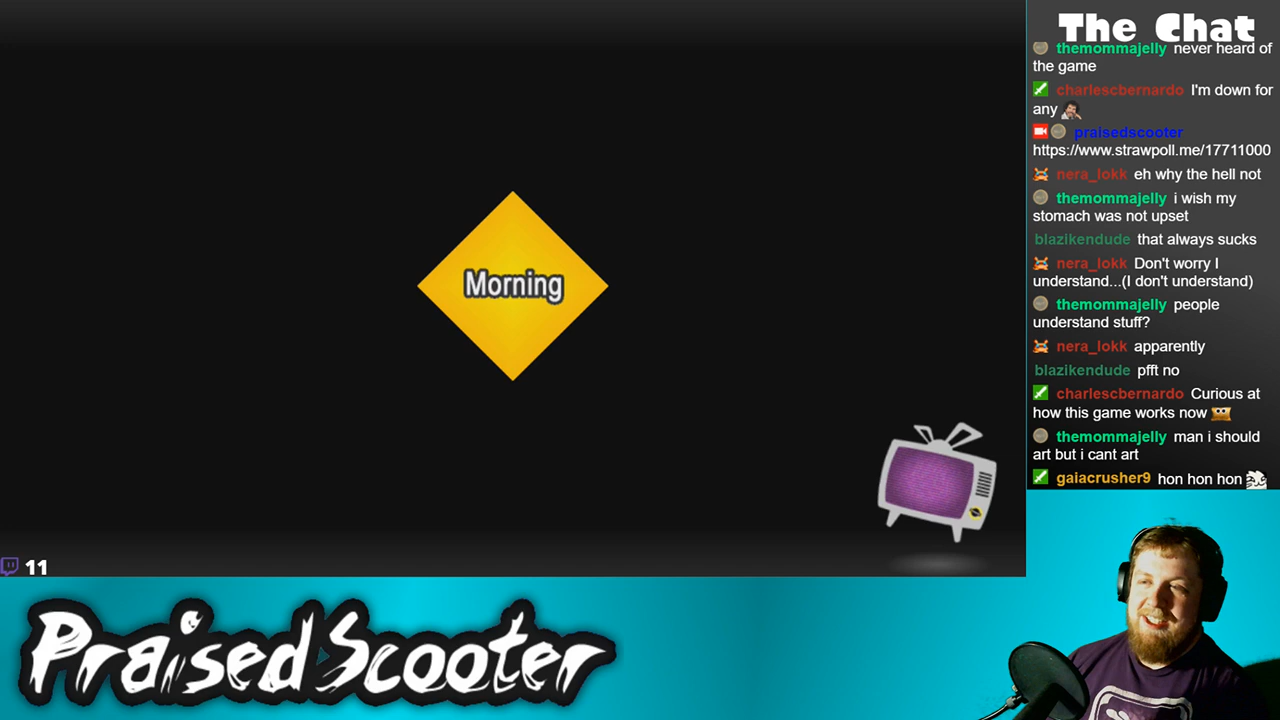 Morning
11
PraisedScooter
The Chat
themommajelly never heard of
the game
charlescbernardo I'm down for
any
praisedscooter
https://www.strawpoll.me/17711000
nera_lokk eh why the hell not
themommajelly i wish my
stomach was not upset
blazikendude that always sucks
nera_lokk Don't worry I
understand...(I don't understand)
themommajelly people
understand stuff?
nera_lokk apparently
blazikendude pfft no
charlescbernardo Curious at
how this game works now
themommajelly man i should
art but i cant art
gaiacrusher9 hon hon hon